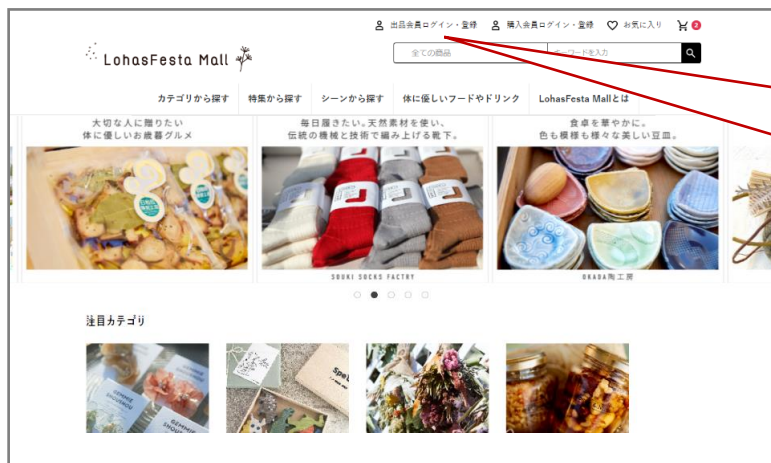 出品会員ログイン・登録 購入会員ログイン・登録 お気に入り 2
LohasFesta Mall
全ての商品 キーワードを入力
カテゴリから探す 特集から探す シーンから探す 体に優しいフードやドリンク LohasFesta Mallとは
大切な人に贈りたい
体に優しいお歳暮グルメ
毎日履きたい。天然素材を使い、
伝統の機械と技術で編み上げる靴下。
食卓を華やかに。
色も模様も様々な美しい豆皿。
SOUKI SOCKS FACTRY
OKADA陶工房
注目カテゴリ
GEMMIE
SHOUSKOU
GEMMIE
SHOUSKOU